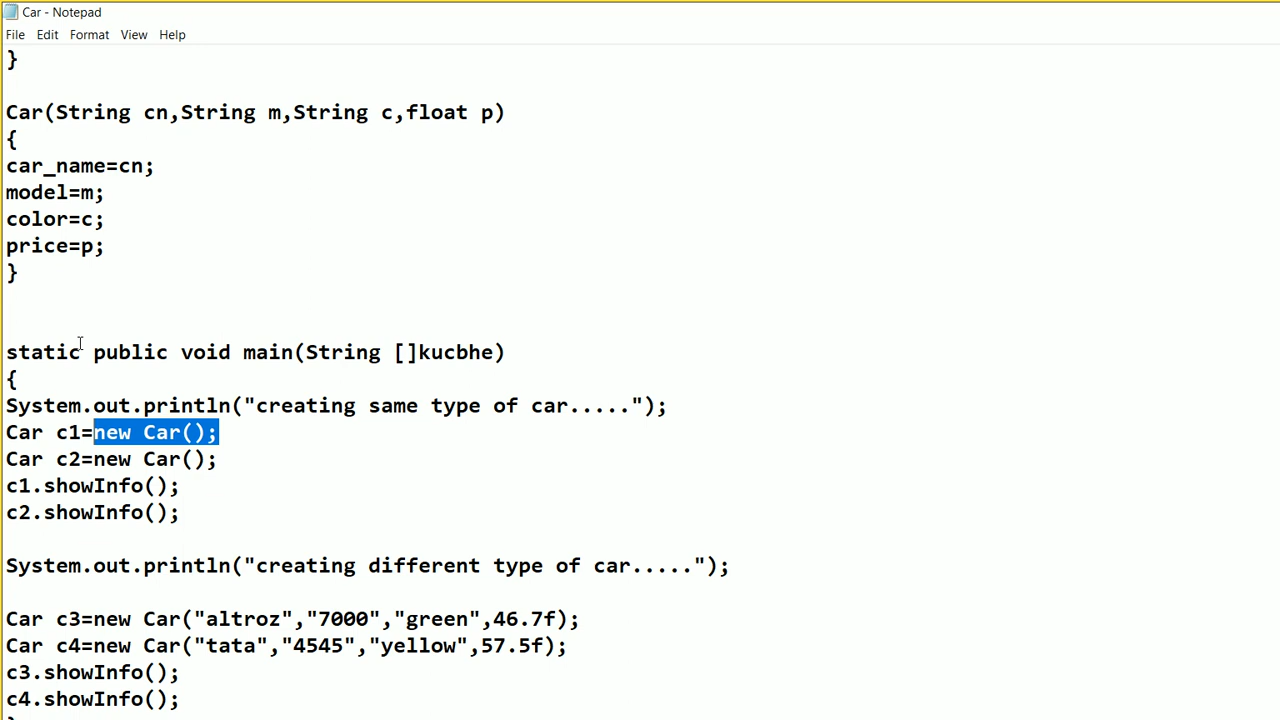 Car - Notepad
File Edit Format View Help
}
Car(String cn,String m,String c,float p)
{
car_name=cn;
model=m;
color=c;
price=p;
}
static public void main(String []kucbhe)
{
System.out.println("creating same type of car.....");
Car c1=new Car();
Car c2=new Car();
c1.showInfo();
c2.showInfo();
System.out.println("creating different type of car.....");
Car c3=new Car("altroz","7000","green",46.7f);
Car c4=new Car("tata","4545","yellow",57.5f);
c3.showInfo();
c4.showInfo();